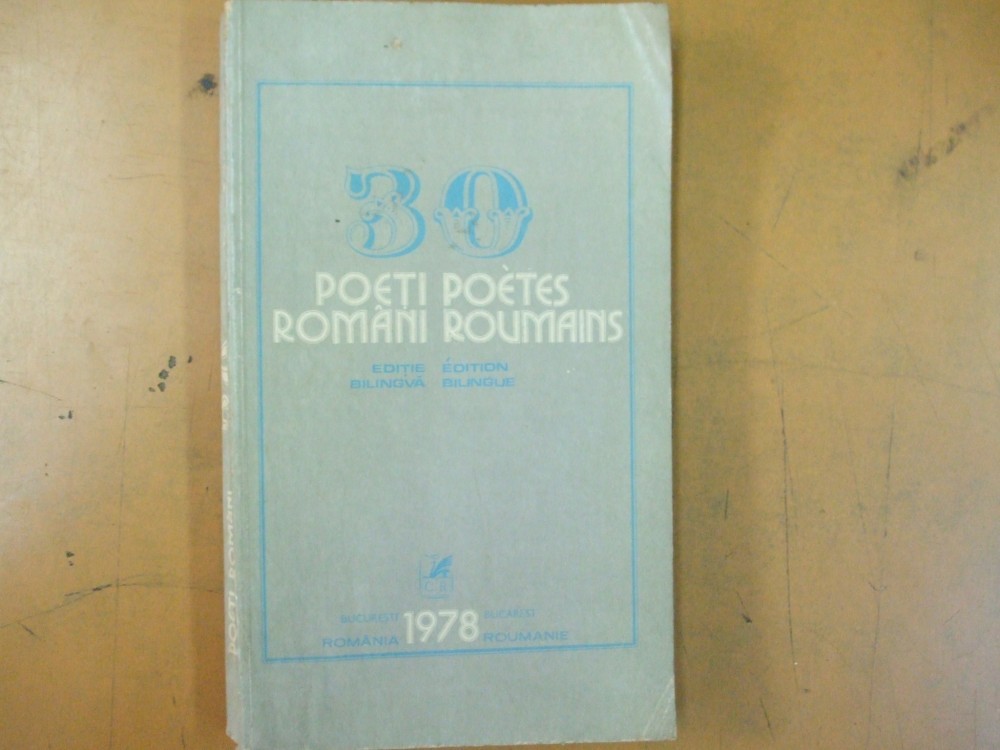 30
POEȚI POÈTES
ROMÂNI ROUMAINS
EDIȚIE ÉDITION
BILINGVĂ BILINGUE
C R
BUCUREȘTI 1978 BUCAREST
ROMÂNIA ROUMANIE
POEȚI ROMÂNI